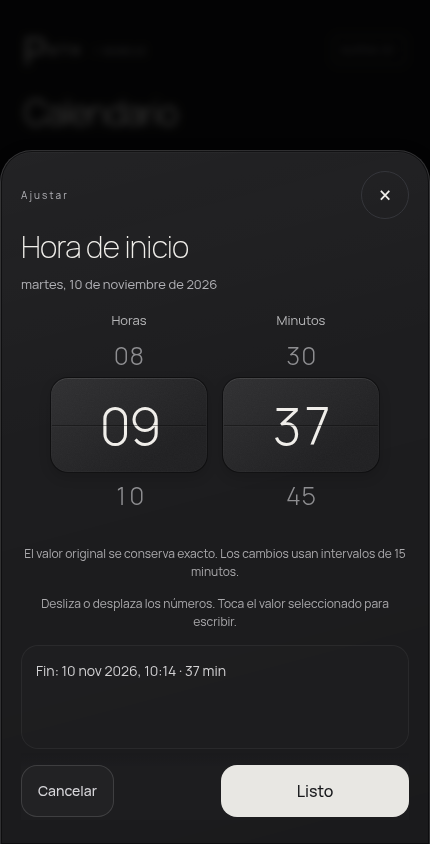 Calendario
Ajustar
×
Hora de inicio
martes, 10 de noviembre de 2026
Horas Minutos
08 30
09 37
10 45
El valor original se conserva exacto. Los cambios usan intervalos de 15
minutos.
Desliza o desplaza los números. Toca el valor seleccionado para
escribir.
Fin: 10 nov 2026, 10:14 · 37 min
Cancelar Listo